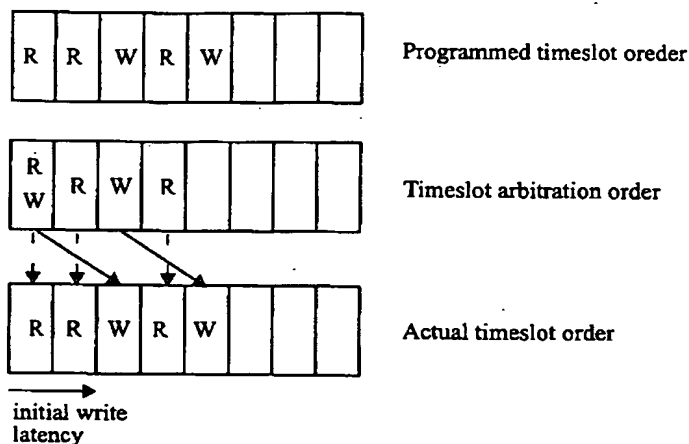 R R W R W Programmed timeslot oreder
R
W R W R Timeslot arbitration order
R R W R W Actual timeslot order
initial write
latency